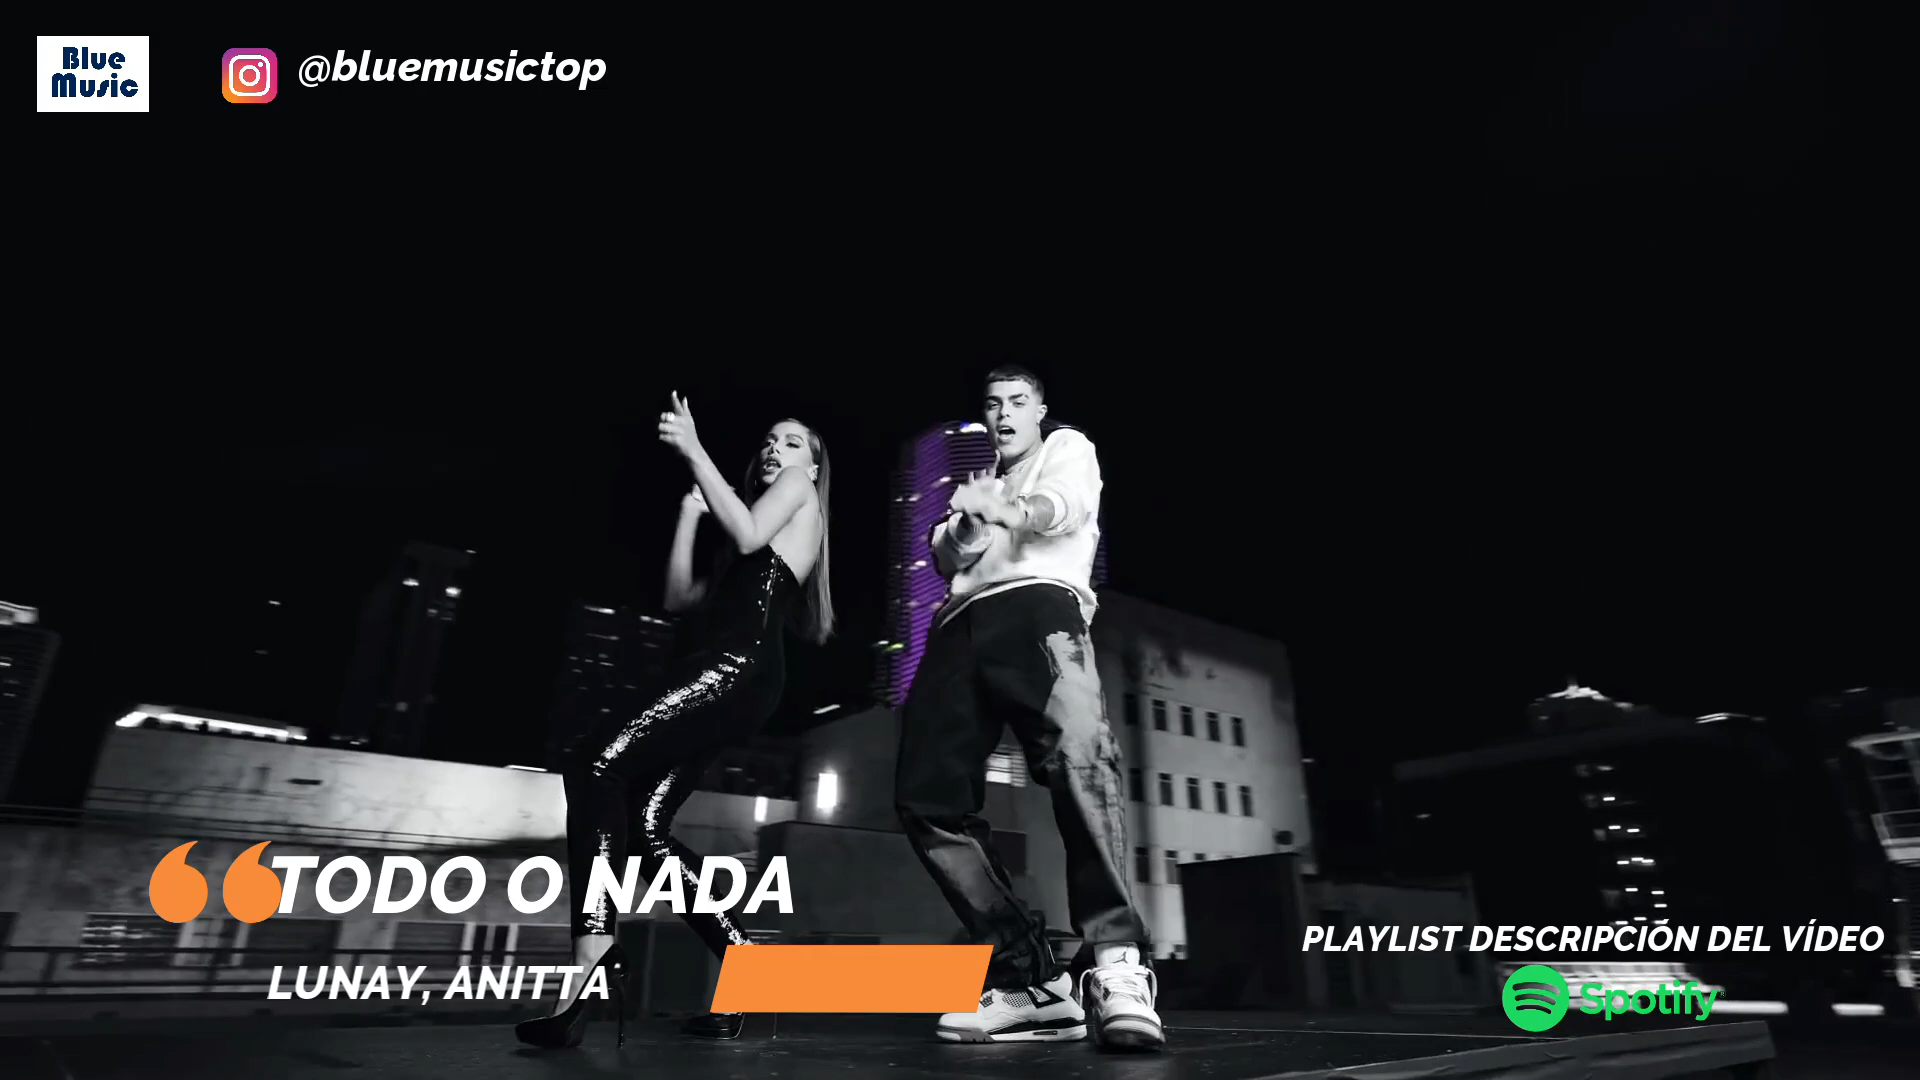 Blue
Music
@bluemusictop
TODO O NADA
LUNAY, ANITTA
PLAYLIST DESCRIPCIÓN DEL VÍDEO
Spotify